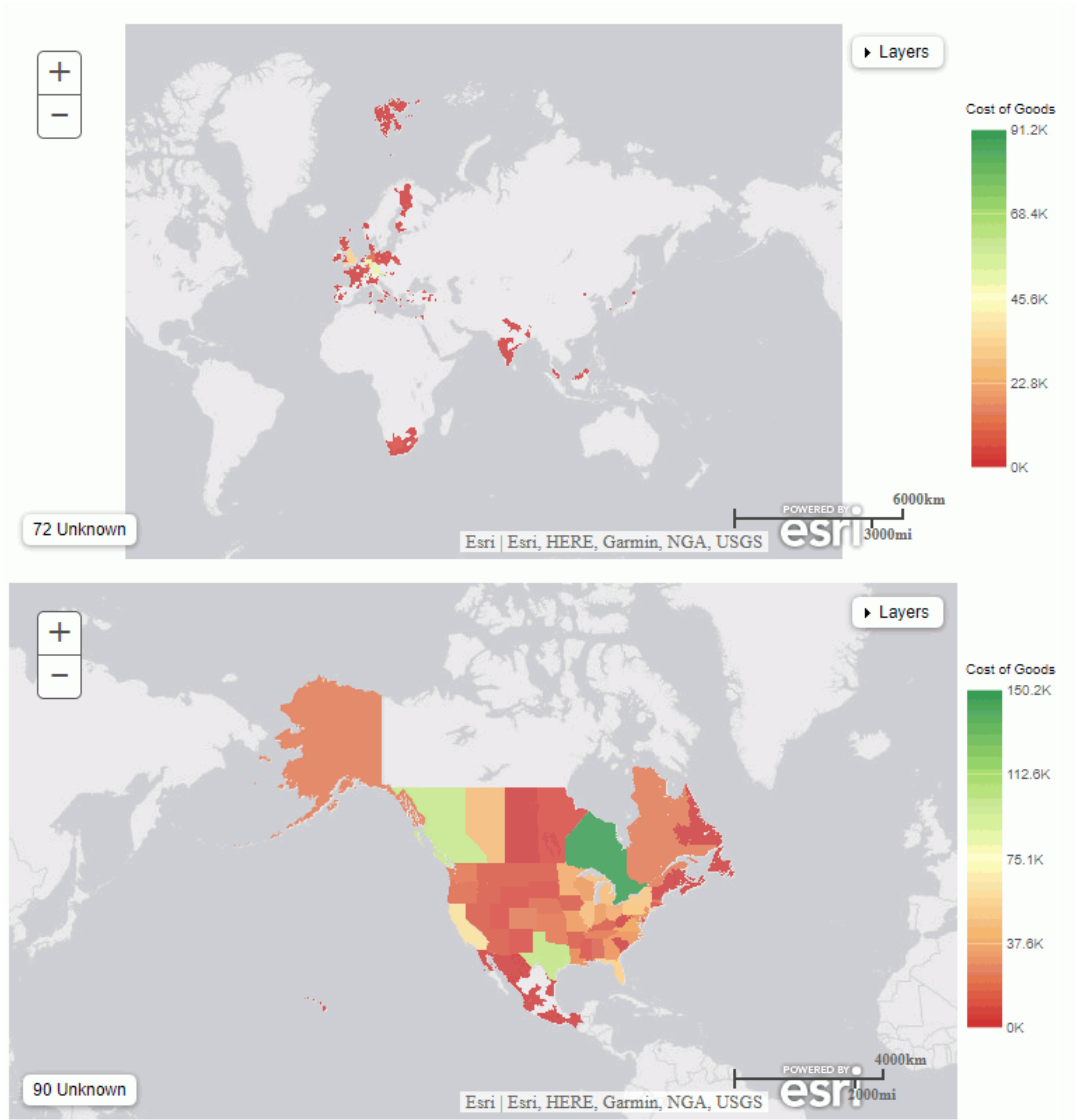 +
−
Layers
Cost of Goods
91.2K
68.4K
45.6K
22.8K
0K
6000km
3000mi
72 Unknown
POWERED BY
esri
Esri | Esri, HERE, Garmin, NGA, USGS
+
−
Layers
Cost of Goods
150.2K
112.6K
75.1K
37.6K
0K
4000km
2000mi
90 Unknown
POWERED BY
esri
Esri | Esri, HERE, Garmin, NGA, USGS